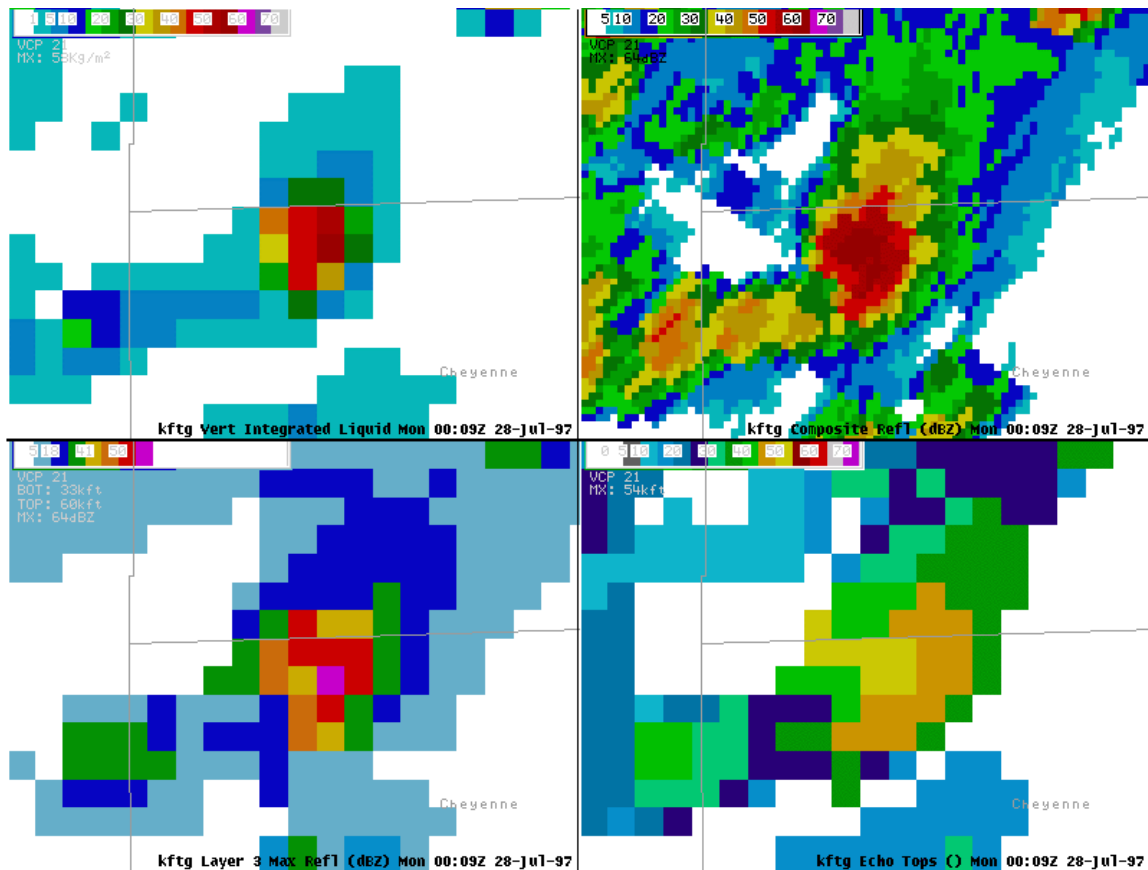 1 5 10 20 30 40 50 60 70
VCP 21
MX: 58Kg/m²
Cheyenne
kftg Vert Integrated Liquid Mon 00:09Z 28-Jul-97
5 10 20 30 40 50 60 70
VCP 21
MX: 64dBZ
Cheyenne
kftg Composite Refl (dBZ) Mon 00:09Z 28-Jul-97
5 18 41 50
VCP 21
BOT: 33kft
TOP: 60kft
MX: 64dBZ
Cheyenne
kftg Layer 3 Max Refl (dBZ) Mon 00:09Z 28-Jul-97
0 5 10 20 30 40 50 60 70
VCP 21
MX: 54kft
Cheyenne
kftg Echo Tops () Mon 00:09Z 28-Jul-97